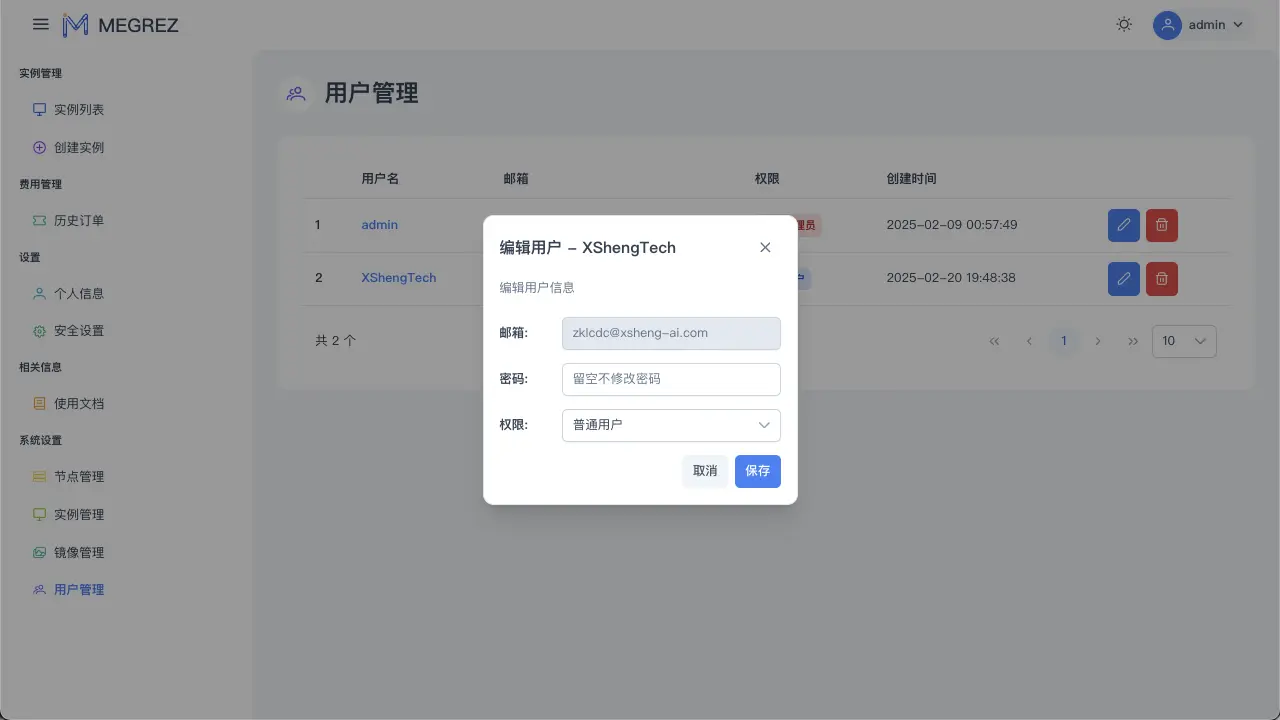 MEGREZ
admin
实例管理
实例列表
创建实例
费用管理
历史订单
设置
个人信息
安全设置
相关信息
使用文档
系统设置
节点管理
实例管理
镜像管理
用户管理
用户管理
用户名 邮箱 权限 创建时间
1 admin 理员 2025-02-09 00:57:49
2 XShengTech 户 2025-02-20 19:48:38
共 2 个
1
10
编辑用户 - XShengTech
编辑用户信息
邮箱: zklcdc@xsheng-ai.com
密码: 留空不修改密码
权限: 普通用户
取消 保存